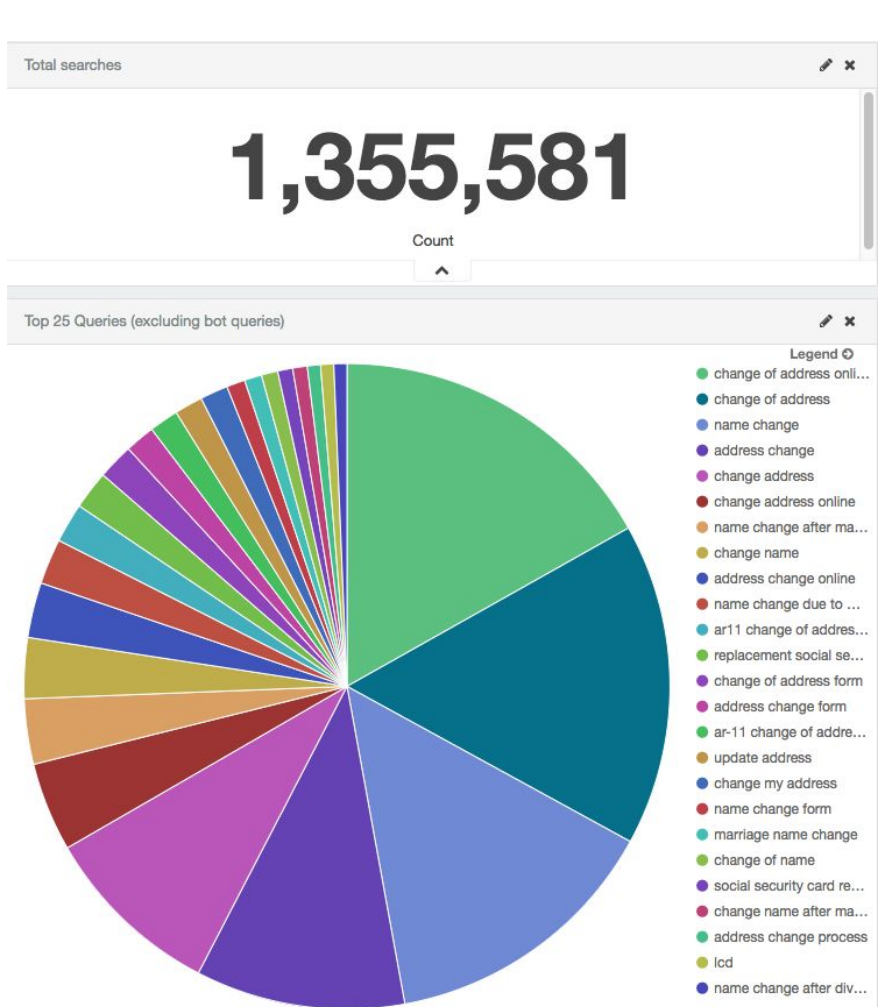 Total searches
1,355,581
Count
Top 25 Queries (excluding bot queries)
Legend
change of address onli...
change of address
name change
address change
change address
change address online
name change after ma...
change name
address change online
name change due to ...
ar11 change of addres...
replacement social se...
change of address form
address change form
ar-11 change of addre...
update address
change my address
name change form
marriage name change
change of name
social security card re...
change name after ma...
address change process
lcd
name change after div...